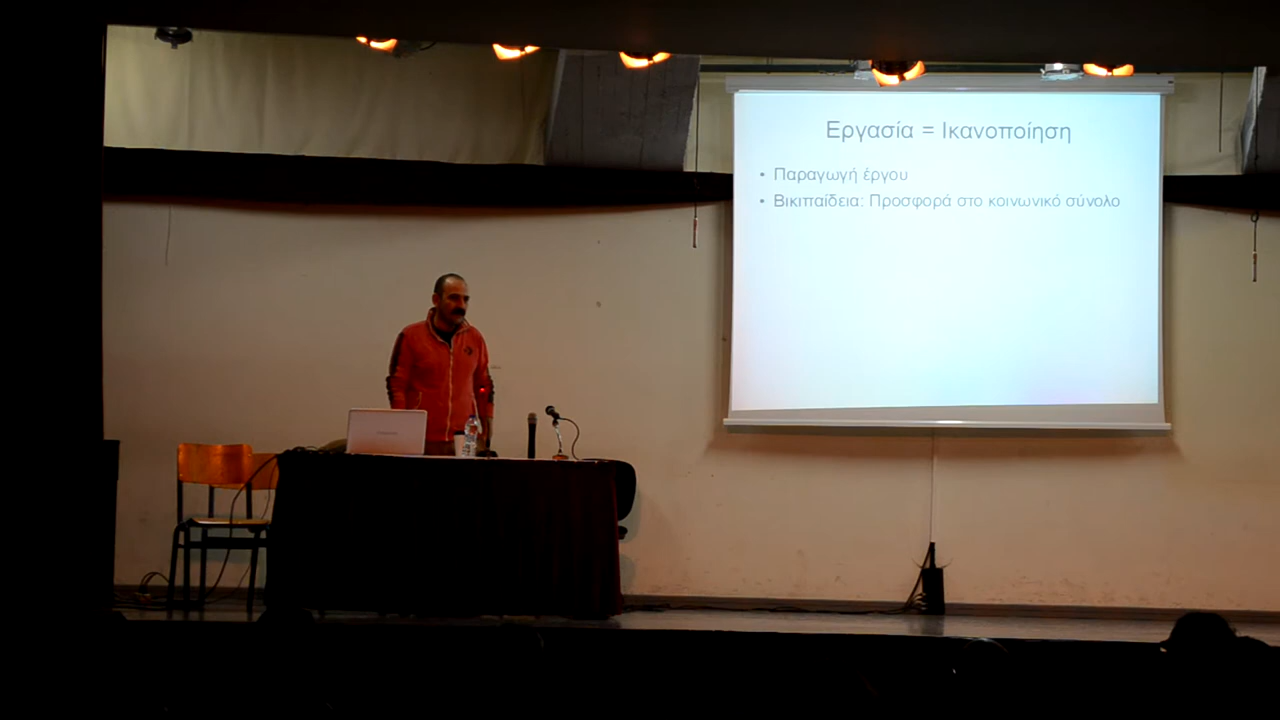 Εργασία = Ικανοποίηση
• Παραγωγή έργου
• Βικιπαίδεια: Προσφορά στο κοινωνικό σύνολο